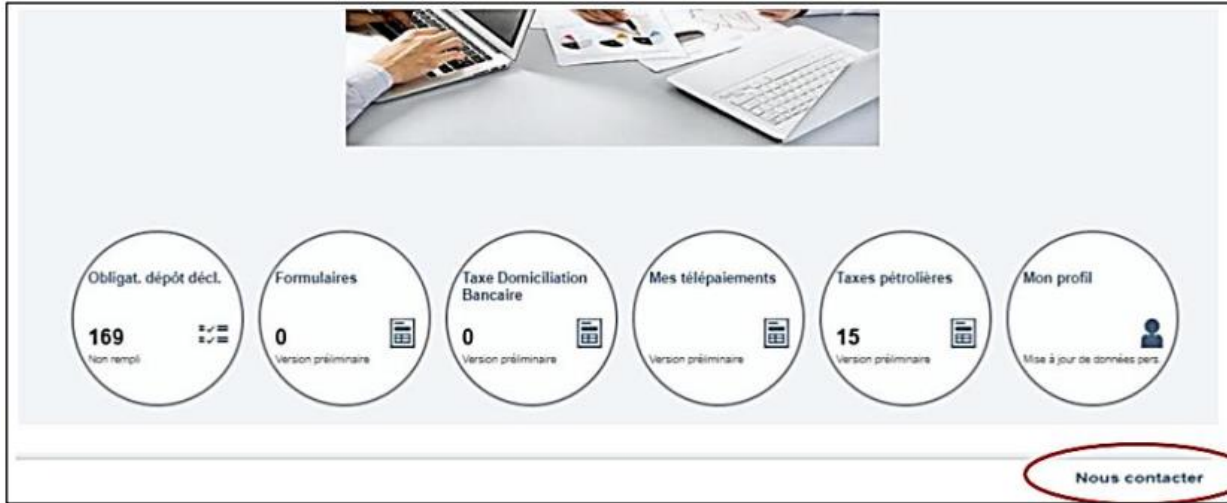 Obligat. dépôt décl.
169
Non rempli
Formulaires
0
Version préliminaire
Taxe Domiciliation
Bancaire
0
Version préliminaire
Mes télépaiements
Version préliminaire
Taxes pétrolières
15
Version préliminaire
Mon profil
Mise à jour de données pers.
Nous contacter